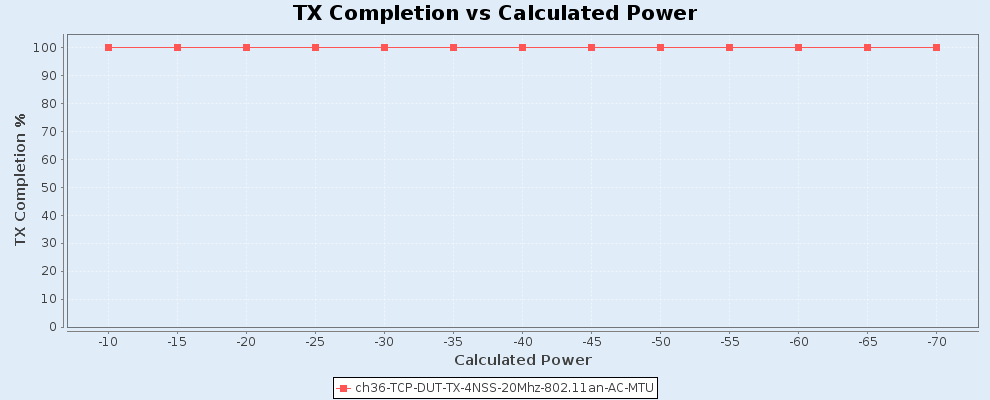 TX Completion vs Calculated Power
TX Completion %
100
90
80
70
60
50
40
30
20
10
0
-10 -15 -20 -25 -30 -35 -40 -45 -50 -55 -60 -65 -70
Calculated Power
ch36-TCP-DUT-TX-4NSS-20Mhz-802.11an-AC-MTU